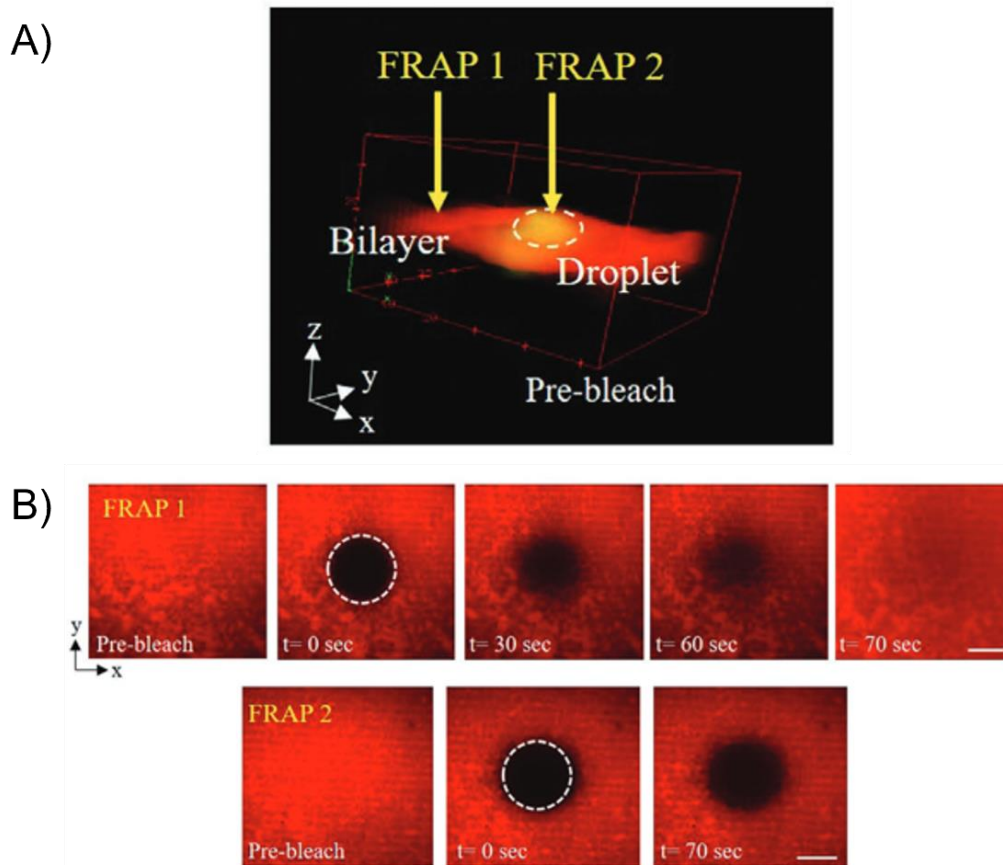 A)
FRAP 1 FRAP 2
Bilayer
Droplet
z
y
x
Pre-bleach
B)
FRAP 1
Pre-bleach
t= 0 sec
t= 30 sec
t= 60 sec
t= 70 sec
y
x
FRAP 2
Pre-bleach
t= 0 sec
t= 70 sec